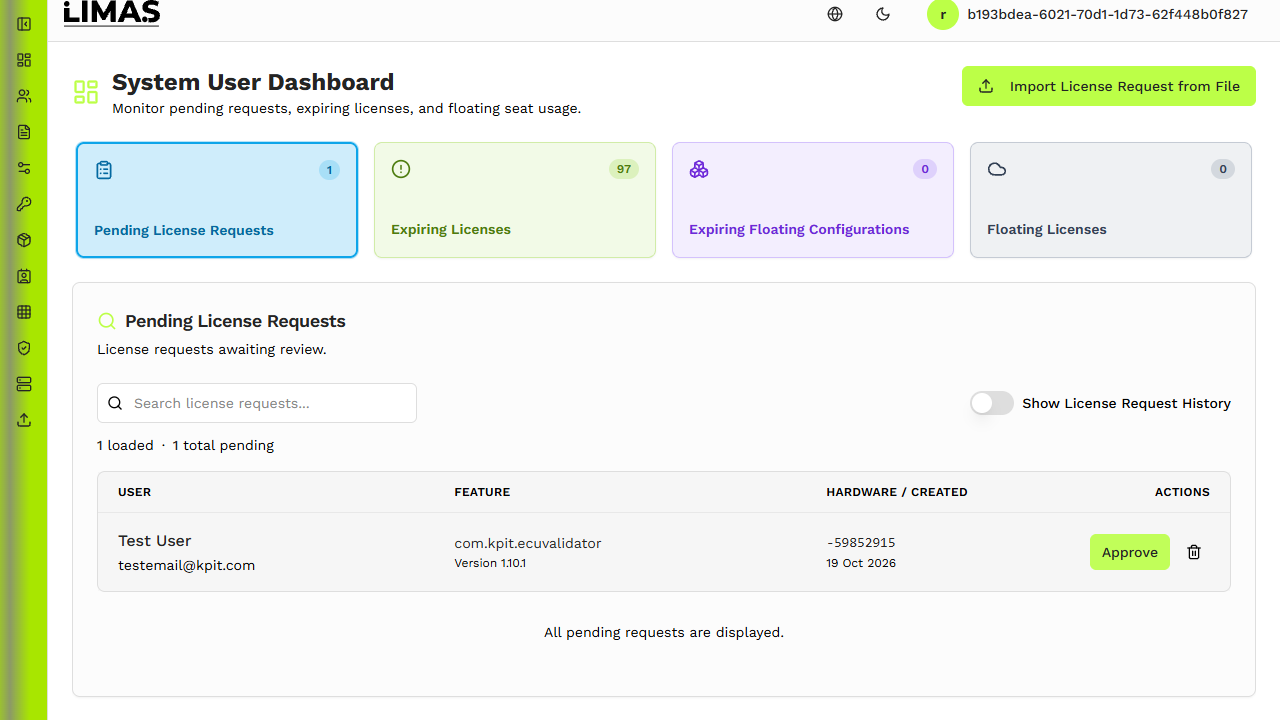 LIMAS
r
b193bdea-6021-70d1-1d73-62f448b0f827
System User Dashboard
Monitor pending requests, expiring licenses, and floating seat usage.
Import License Request from File
1
Pending License Requests
97
Expiring Licenses
0
Expiring Floating Configurations
0
Floating Licenses
Pending License Requests
License requests awaiting review.
Search license requests...
Show License Request History
1 loaded · 1 total pending
USER FEATURE HARDWARE / CREATED ACTIONS
Test User com.kpit.ecuvalidator -59852915
testemail@kpit.com Version 1.10.1 19 Oct 2026
Approve
All pending requests are displayed.